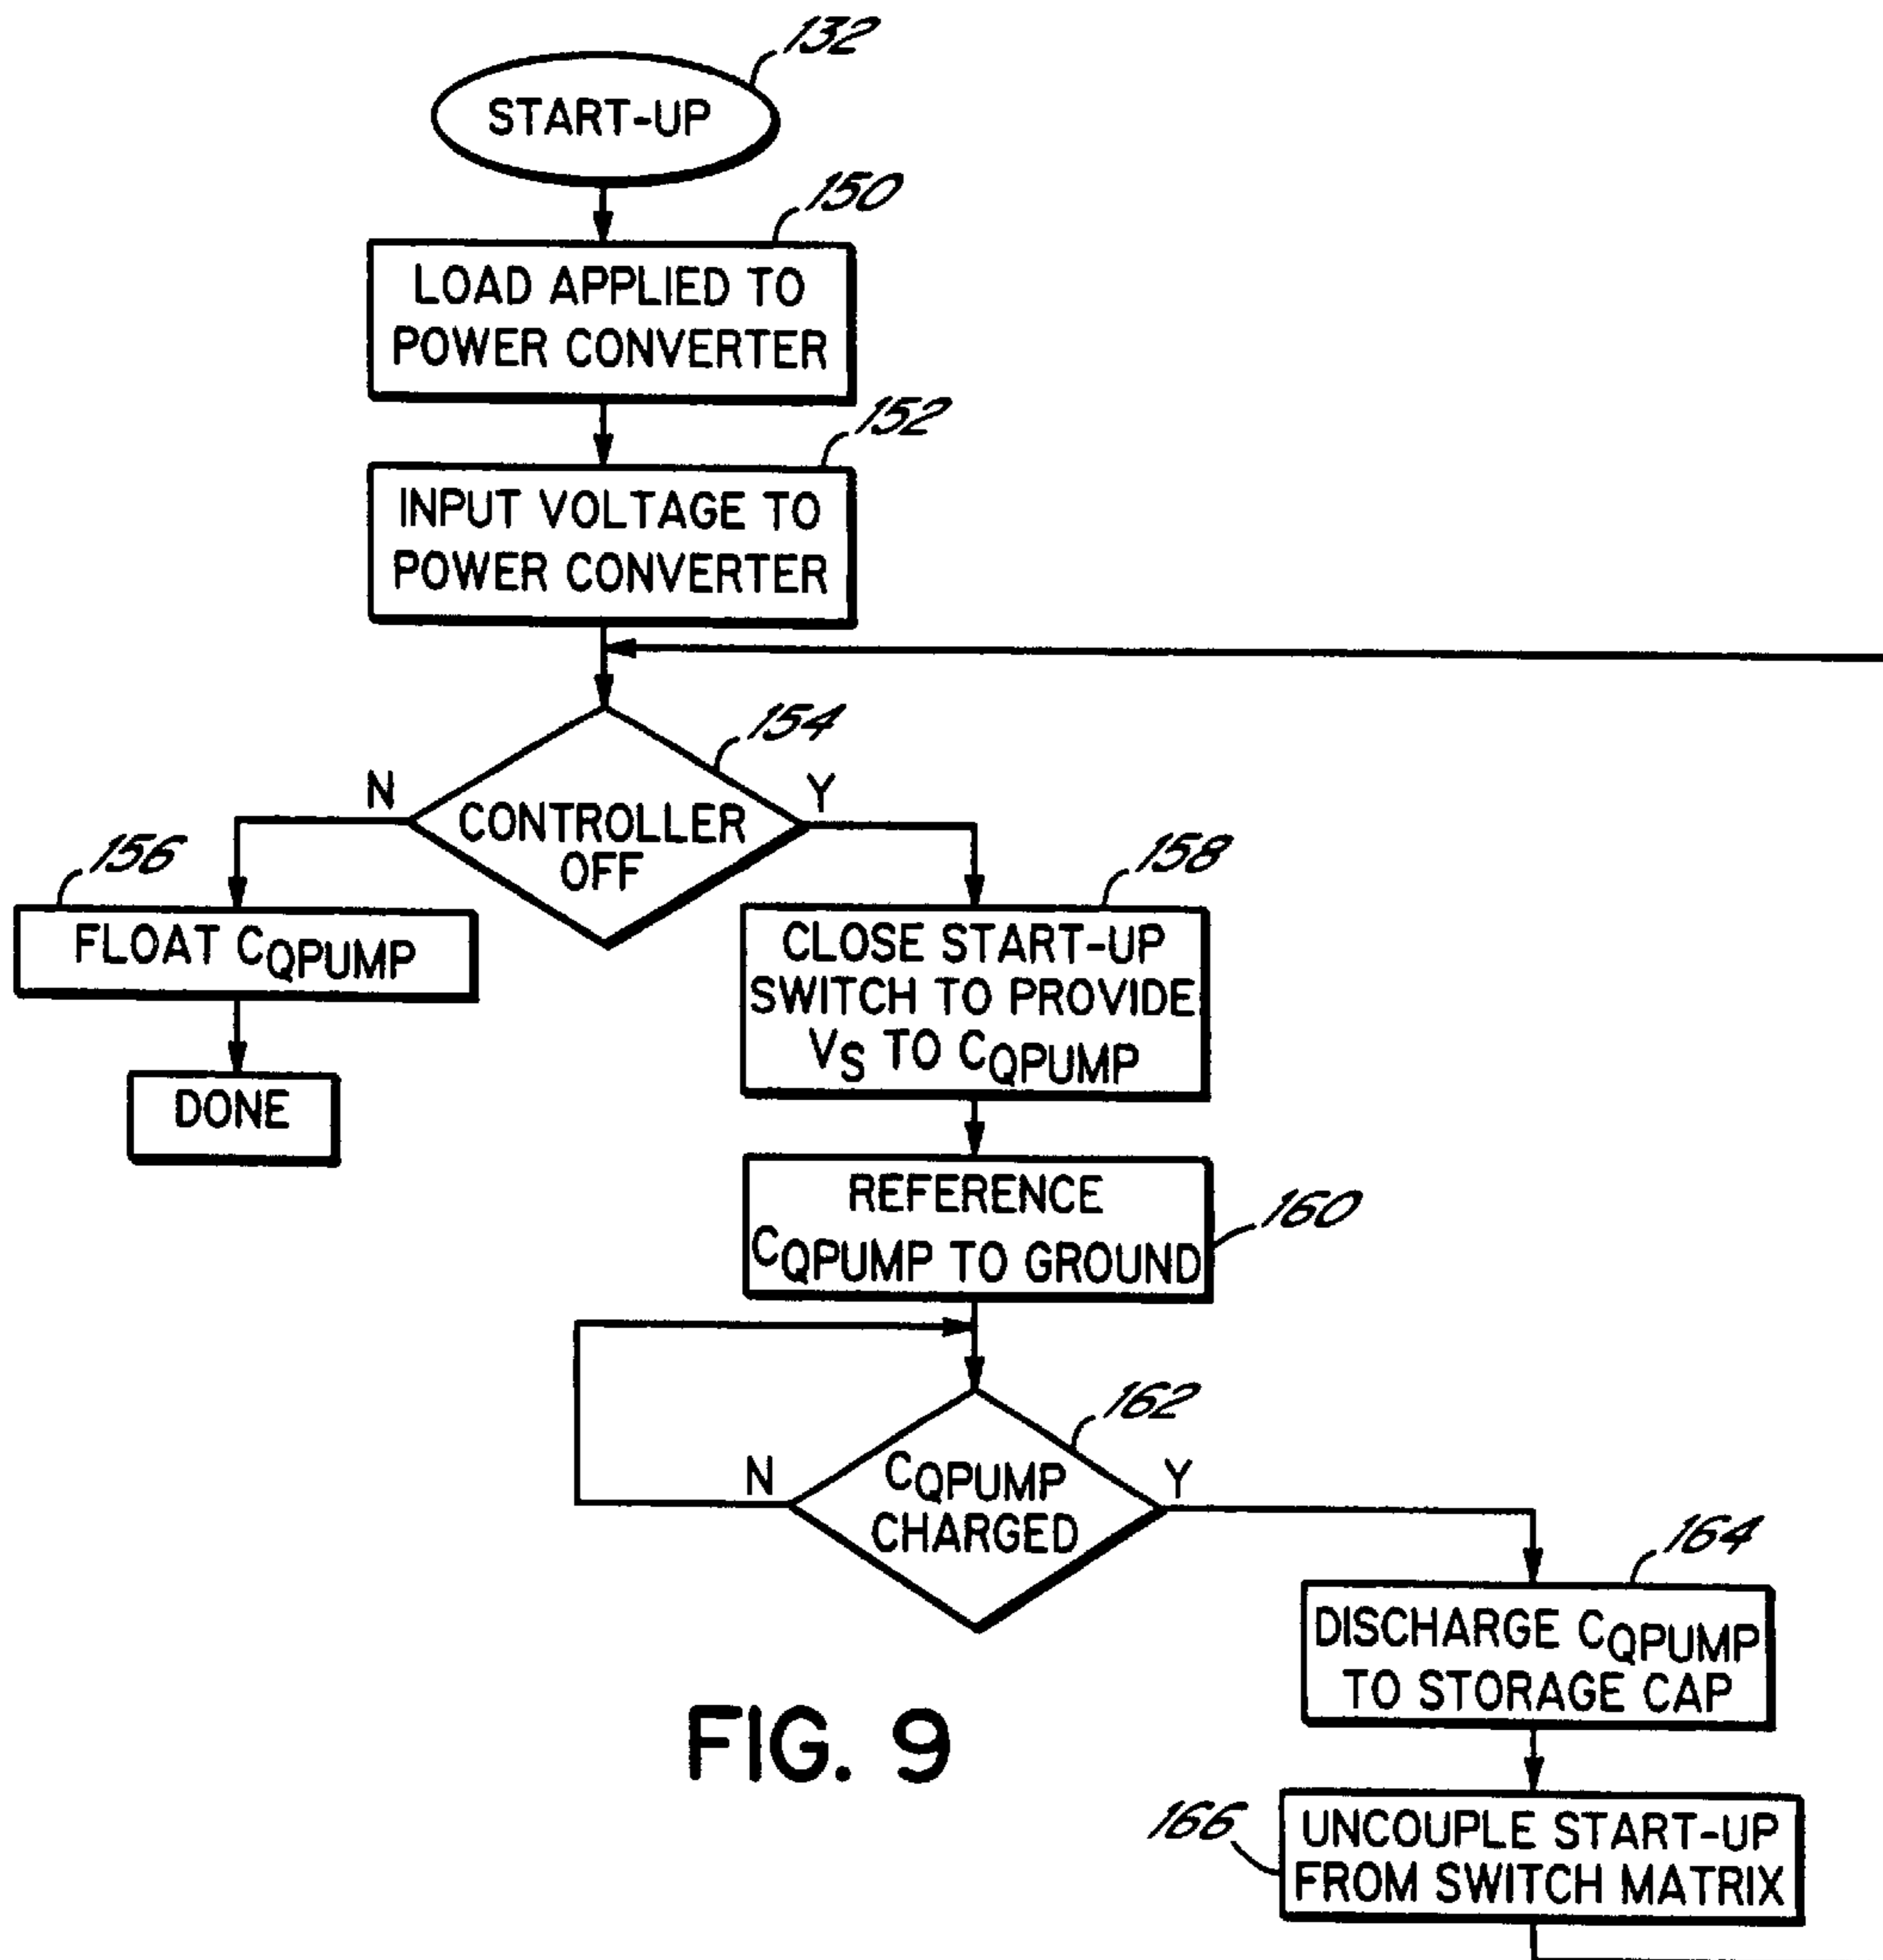 132
START-UP
150
LOAD APPLIED TO
POWER CONVERTER
152
INPUT VOLTAGE TO
POWER CONVERTER
154
N
Y
CONTROLLER
OFF
156
FLOAT CQPUMP
DONE
158
CLOSE START-UP
SWITCH TO PROVIDE
VS TO CQPUMP
REFERENCE
CQPUMP TO GROUND
160
162
N
Y
CQPUMP
CHARGED
164
DISCHARGE CQPUMP
TO STORAGE CAP
166
UNCOUPLE START-UP
FROM SWITCH MATRIX
FIG. 9